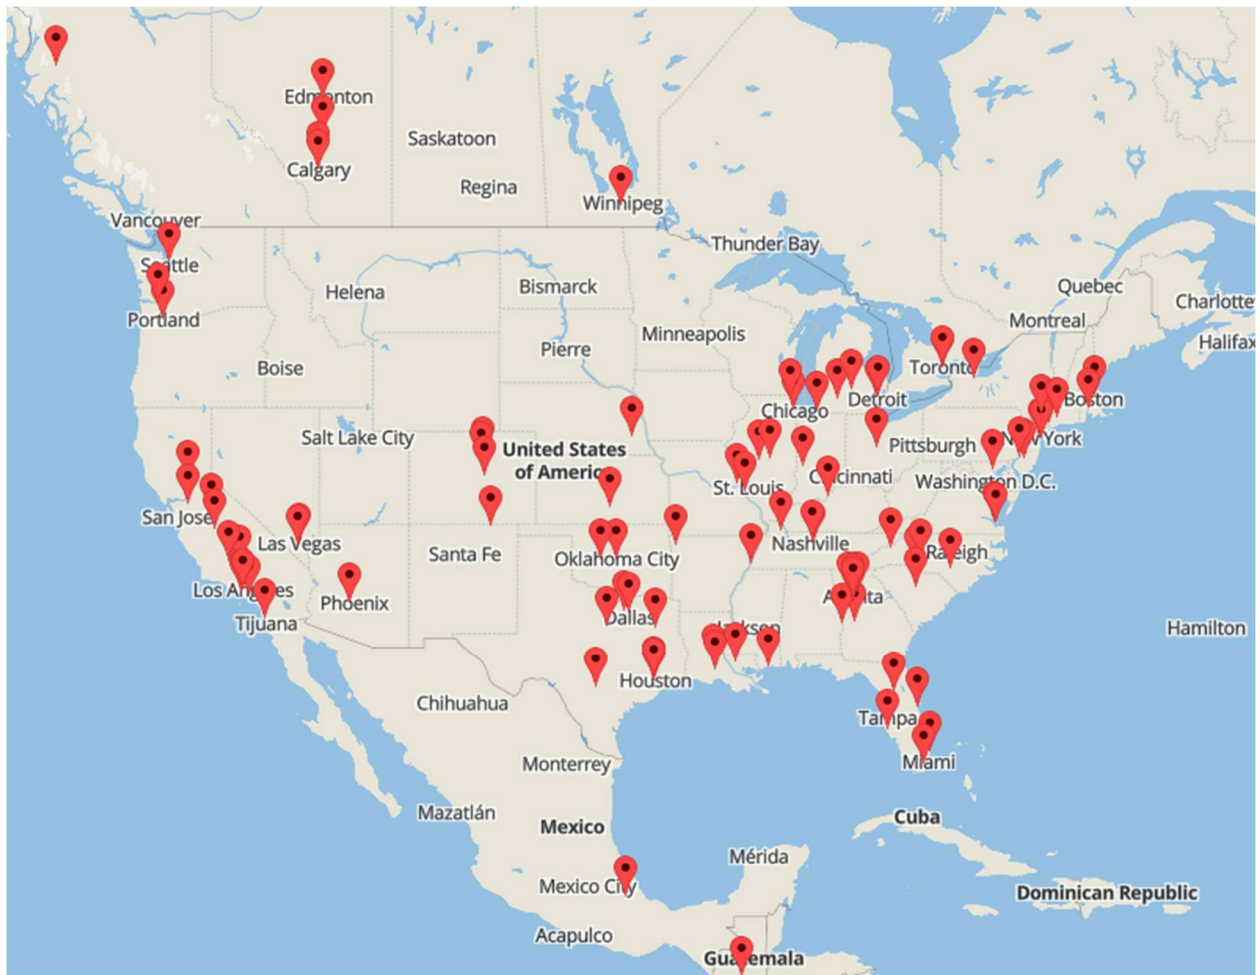 Edmonton
Saskatoon
Calgary
Regina
Winnipeg
Vancouver
Thunder Bay
Seattle
Quebec
Helena
Bismarck
Charlotte
Portland
Montreal
Minneapolis
Halifax
Pierre
Boise
Toronto
Detroit
Boston
Chicago
Salt Lake City
New York
Pittsburgh
United States
of America
Cincinnati
Washington D.C.
St. Louis
San Jose
Las Vegas
Nashville
Raleigh
Santa Fe
Oklahoma City
Los Angeles
Phoenix
Atlanta
Dallas
Tijuana
Jackson
Hamilton
Houston
Chihuahua
Tampa
Miami
Monterrey
Mazatlán
Cuba
Mexico
Mérida
Mexico City
Dominican Republic
Acapulco
Guatemala